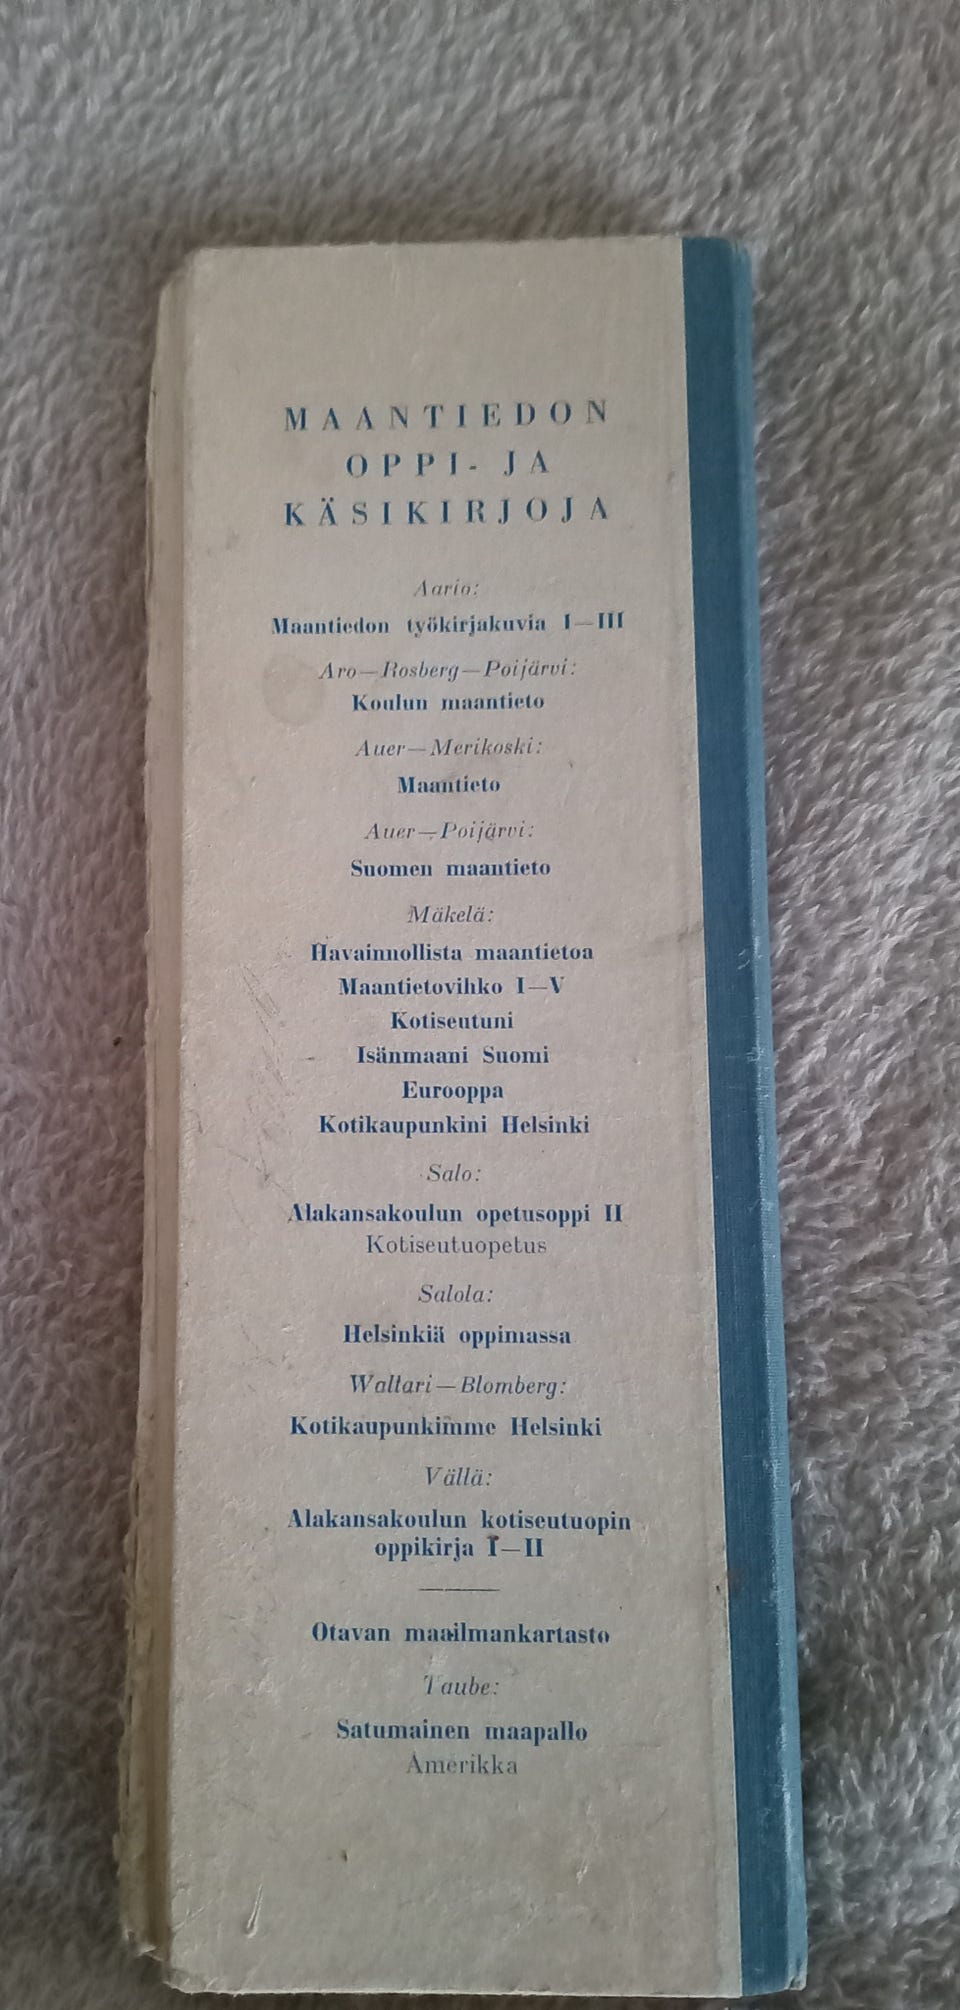 MAANTIEDON
OPPI- JA
KÄSIKIRJOJA
Aario:
Maantiedon työkirjakuvia I—III
Aro—Rosberg—Poijärvi:
Koulun maantieto
Auer—Merikoski:
Maantieto
Auer—Poijärvi:
Suomen maantieto
Mäkelä:
Havainnollista maantietoa
Maantietovihko I—V
Kotiseutuni
Isänmaani Suomi
Eurooppa
Kotikaupunkini Helsinki
Salo:
Alakansakoulun opetusoppi II
Kotiseutuopetus
Salola:
Helsinkiä oppimassa
Waltari—Blomberg:
Kotikaupunkimme Helsinki
Vällä:
Alakansakoulun kotiseutuopin
oppikirja I—II
Otavan maailmankartasto
Taube:
Satumainen maapallo
Amerikka